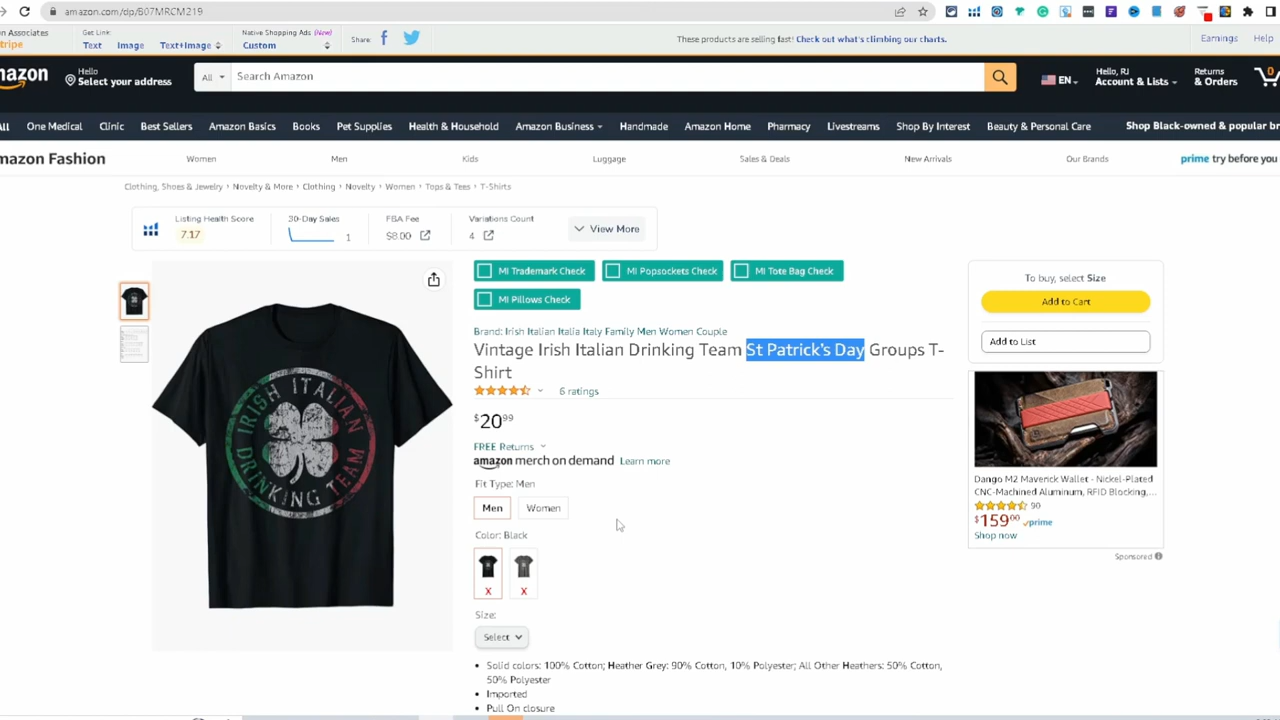 amazon.com/dp/B07MRCM219
on Associates
tripe
Get Link:
Text Image Text+Image
Native Shopping Ads (New)
Custom
Share:
These products are selling fast! Check out what's climbing our charts.
Earnings Help
mazon
Hello
Select your address
All
Search Amazon
EN
Hello, RJ
Account & Lists
Returns
& Orders
0
All One Medical Clinic Best Sellers Amazon Basics Books Pet Supplies Health & Household Amazon Business Handmade Amazon Home Pharmacy Livestreams Shop By Interest Beauty & Personal Care Shop Black-owned & popular br
mazon Fashion Women Men Kids Luggage Sales & Deals New Arrivals Our Brands prime try before you
Clothing, Shoes & Jewelry › Novelty & More › Clothing › Novelty › Women › Tops & Tees › T-Shirts
Listing Health Score
7.17
30-Day Sales
1
FBA Fee
$8.00
Variations Count
4
View More
MI Trademark Check MI Popsockets Check MI Tote Bag Check
MI Pillows Check
Brand: Irish Italian Italia Italy Family Men Women Couple
Vintage Irish Italian Drinking Team St Patrick's Day Groups T-
Shirt
6 ratings
$20.99
FREE Returns
amazon merch on demand Learn more
Fit Type: Men
Men Women
Color: Black
X X
Size:
Select
• Solid colors: 100% Cotton; Heather Grey: 90% Cotton, 10% Polyester; All Other Heathers: 50% Cotton,
50% Polyester
• Imported
• Pull On closure
IRISH ITALIAN
DRINKING TEAM
To buy, select Size
Add to Cart
Add to List
Dango M2 Maverick Wallet - Nickel-Plated
CNC-Machined Aluminum, RFID Blocking,...
90
$159.00 prime
Shop now
Sponsored